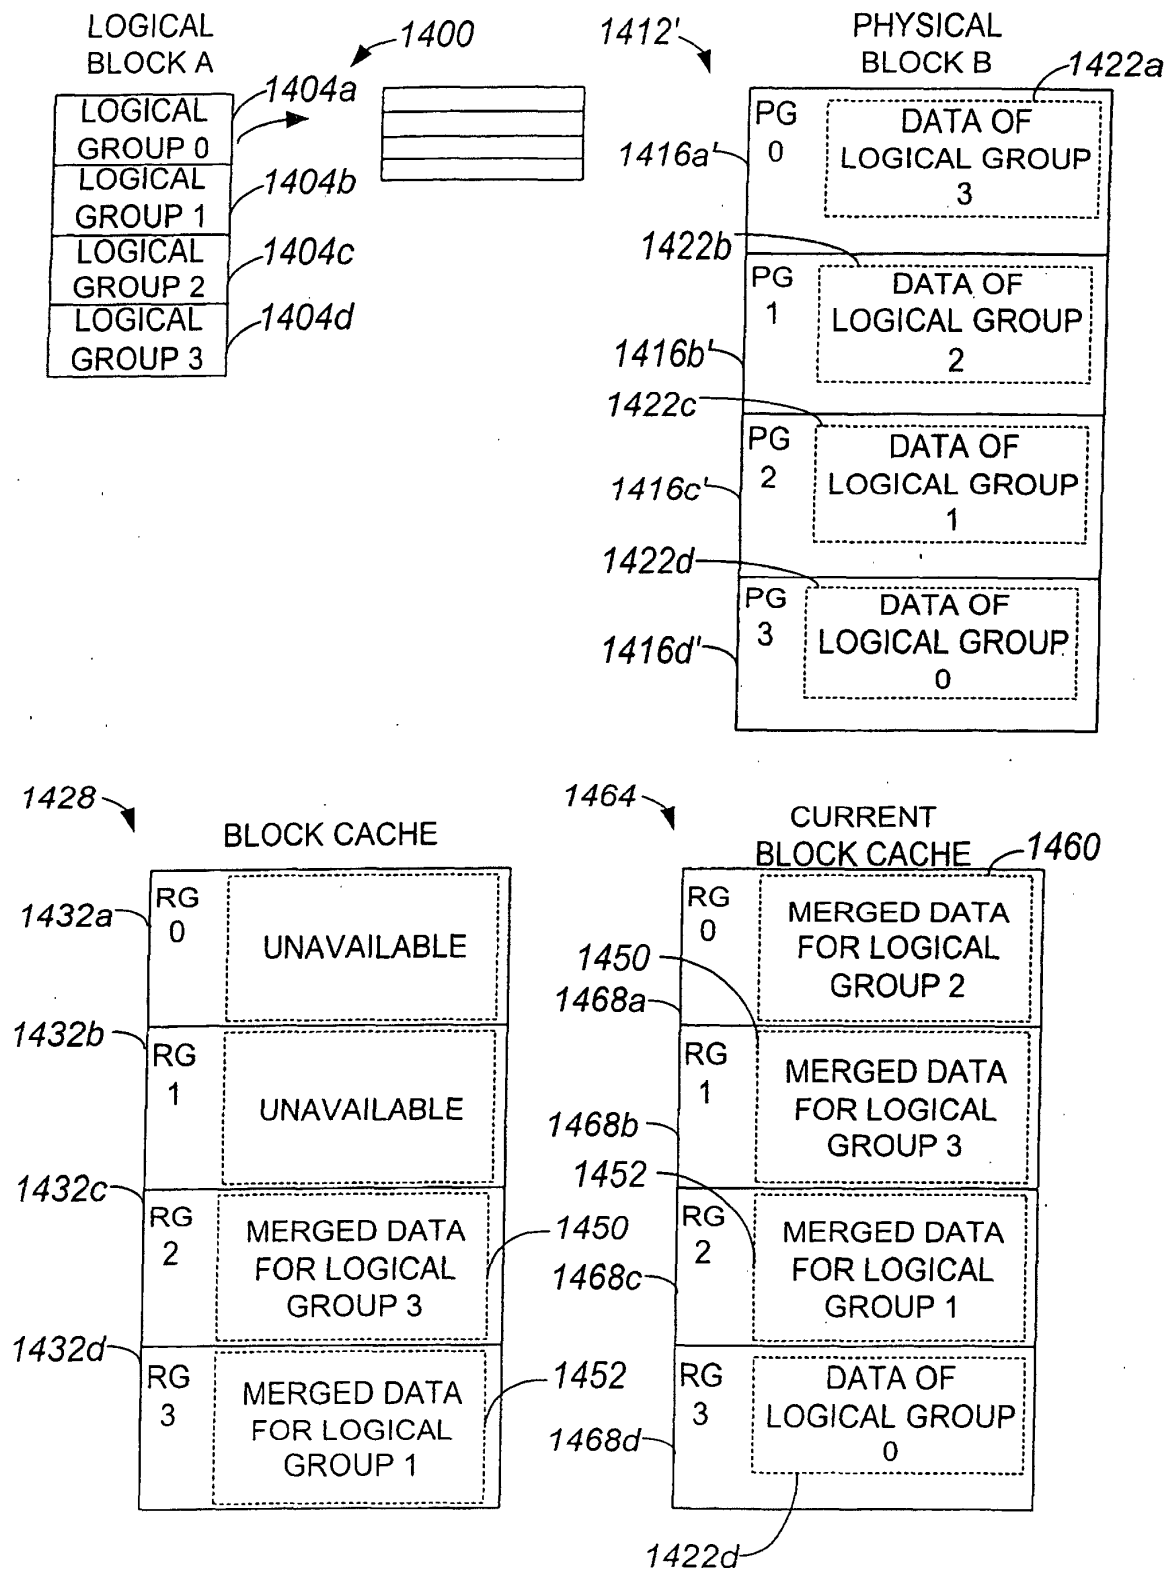 LOGICAL
BLOCK A
1400
1404a
LOGICAL
GROUP 0
1404b
LOGICAL
GROUP 1
1404c
LOGICAL
GROUP 2
1404d
LOGICAL
GROUP 3
1412'
PHYSICAL
BLOCK B
1422a
PG
0
DATA OF
LOGICAL GROUP
3
1416a'
1422b
PG
1
DATA OF
LOGICAL GROUP
2
1416b'
1422c
PG
2
DATA OF
LOGICAL GROUP
1
1416c'
1422d
PG
3
DATA OF
LOGICAL GROUP
0
1416d'
1428
BLOCK CACHE
1432a
RG
0
UNAVAILABLE
1432b
RG
1
UNAVAILABLE
1432c
RG
2
MERGED DATA
FOR LOGICAL
GROUP 3
1450
1432d
RG
3
MERGED DATA
FOR LOGICAL
GROUP 1
1452
1464
CURRENT
BLOCK CACHE
1460
RG
0
MERGED DATA
FOR LOGICAL
GROUP 2
1450
1468a
RG
1
MERGED DATA
FOR LOGICAL
GROUP 3
1468b
1452
RG
2
MERGED DATA
FOR LOGICAL
GROUP 1
1468c
RG
3
DATA OF
LOGICAL GROUP
0
1468d
1422d